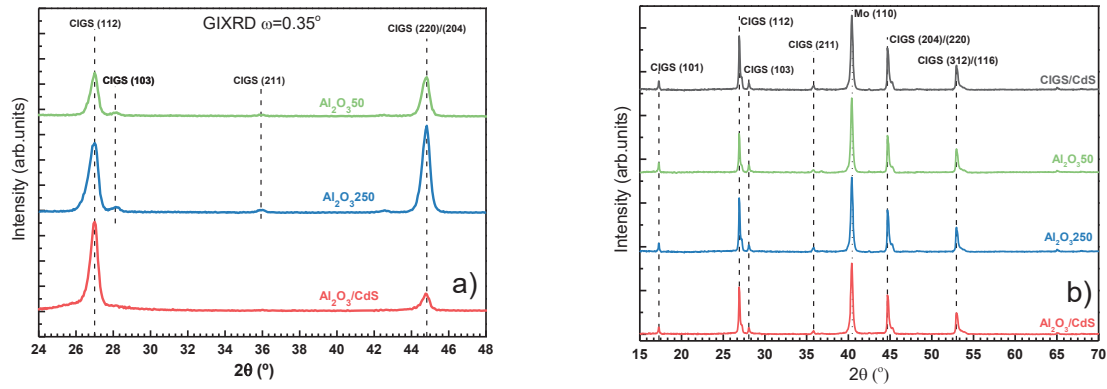 GIXRD ω=0.35°
CIGS (112)
CIGS (220)/(204)
CIGS (103)
CIGS (211)
Al₂O₃50
Al₂O₃250
Al₂O₃/CdS
a)
Intensity (arb.units)
24 26 28 30 32 34 36 38 40 42 44 46 48
2θ (º)
Mo (110)
CIGS (112)
CIGS (204)/(220)
CIGS (211)
CIGS (312)/(116)
CIGS (101)
CIGS (103)
CIGS/CdS
Al₂O₃50
Al₂O₃250
b)
Al₂O₃/CdS
Intensity (arb.units)
15 20 25 30 35 40 45 50 55 60 65 70
2θ (°)